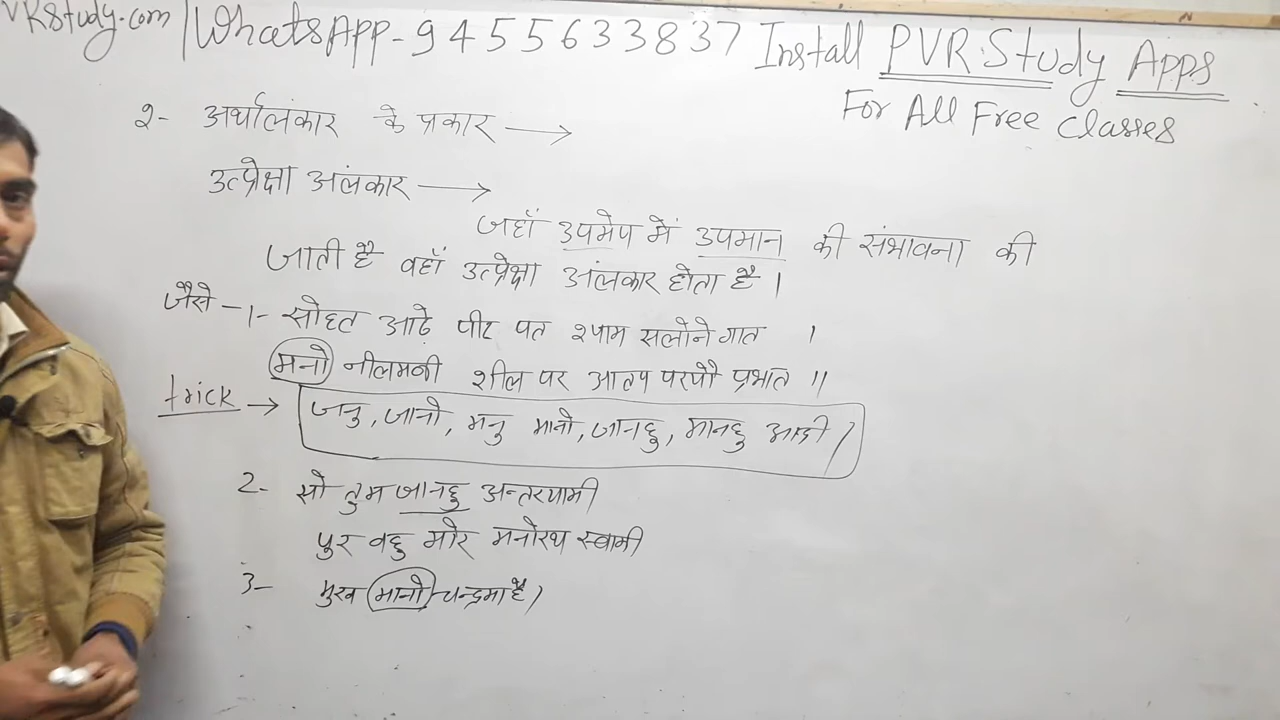 VKStudy.com/WhatsApp-9455633837 Install PVR Study Apps
For All Free Classes
2- अर्थालंकार के प्रकार →
उत्प्रेक्षा अलंकार →
जहाँ उपमेप में उपमान की संभावना की
जाती है वहाँ उत्प्रेक्षा अलंकार होता है।
जैसे -1- सोहत ओढ़े पीट पत श्याम सलोने गात ।
मनो नीलमनी शील पर आतप परयौ प्रभात ॥
trick → जनु, जानो, मनु मानो, जानहु, मानहु आदी /
2- सो तुम जानहु अन्तरयामी
पुर वहु मोर मनोरथ स्वामी
3- मुख मानो चन्द्रमा है/